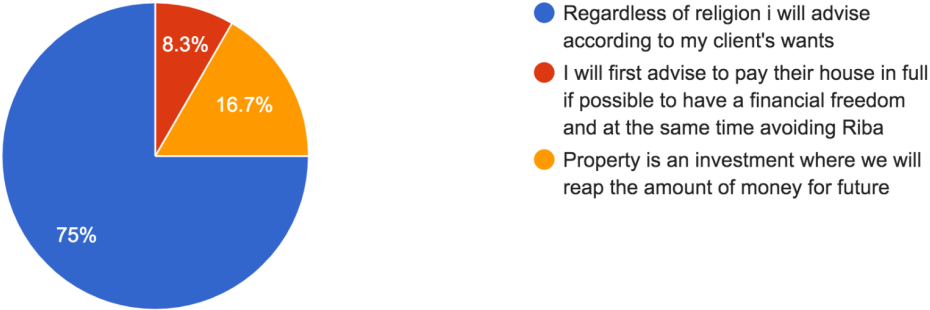 8.3%
16.7%
75%
Regardless of religion i will advise
according to my client's wants
I will first advise to pay their house in full
if possible to have a financial freedom
and at the same time avoiding Riba
Property is an investment where we will
reap the amount of money for future